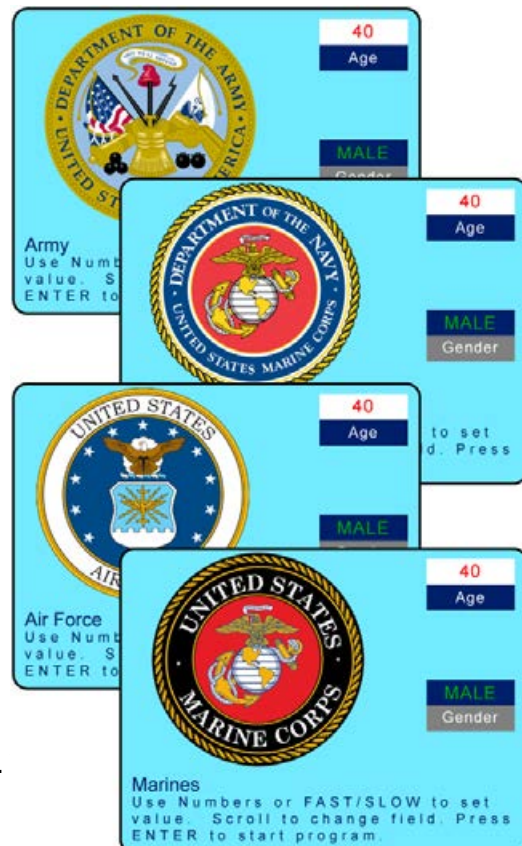 DEPARTMENT OF THE ARMY
UNITED ST
ERICA
40
Age
MALE
Gender
Army
Use Numb
value. S
ENTER to
DEPARTMENT OF THE NAVY
UNITED STATES MARINE CORPS
40
Age
MALE
Gender
to set
d. Press
UNITED STATES
AIR
40
Age
MALE
Air Force
Use Numb
value. S
ENTER to
UNITED STATES
MARINE CORPS
40
Age
MALE
Gender
Marines
Use Numbers or FAST/SLOW to set
value. Scroll to change field. Press
ENTER to start program.